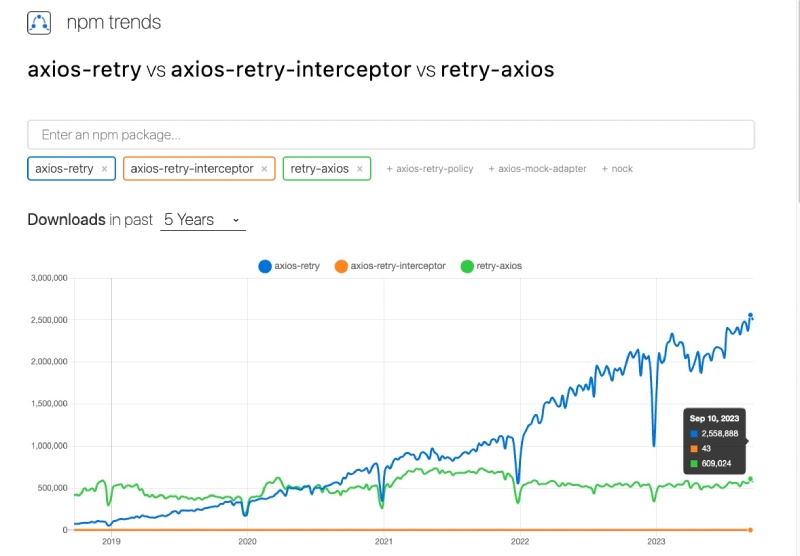 npm trends
axios-retry vs axios-retry-interceptor vs retry-axios
Enter an npm package...
axios-retry × axios-retry-interceptor × retry-axios × + axios-retry-policy + axios-mock-adapter + nock
Downloads in past 5 Years
axios-retry axios-retry-interceptor retry-axios
3,000,000
2,500,000
2,000,000
1,500,000
1,000,000
500,000
0
Sep 10, 2023
2,558,888
43
609,024
2019 2020 2021 2022 2023